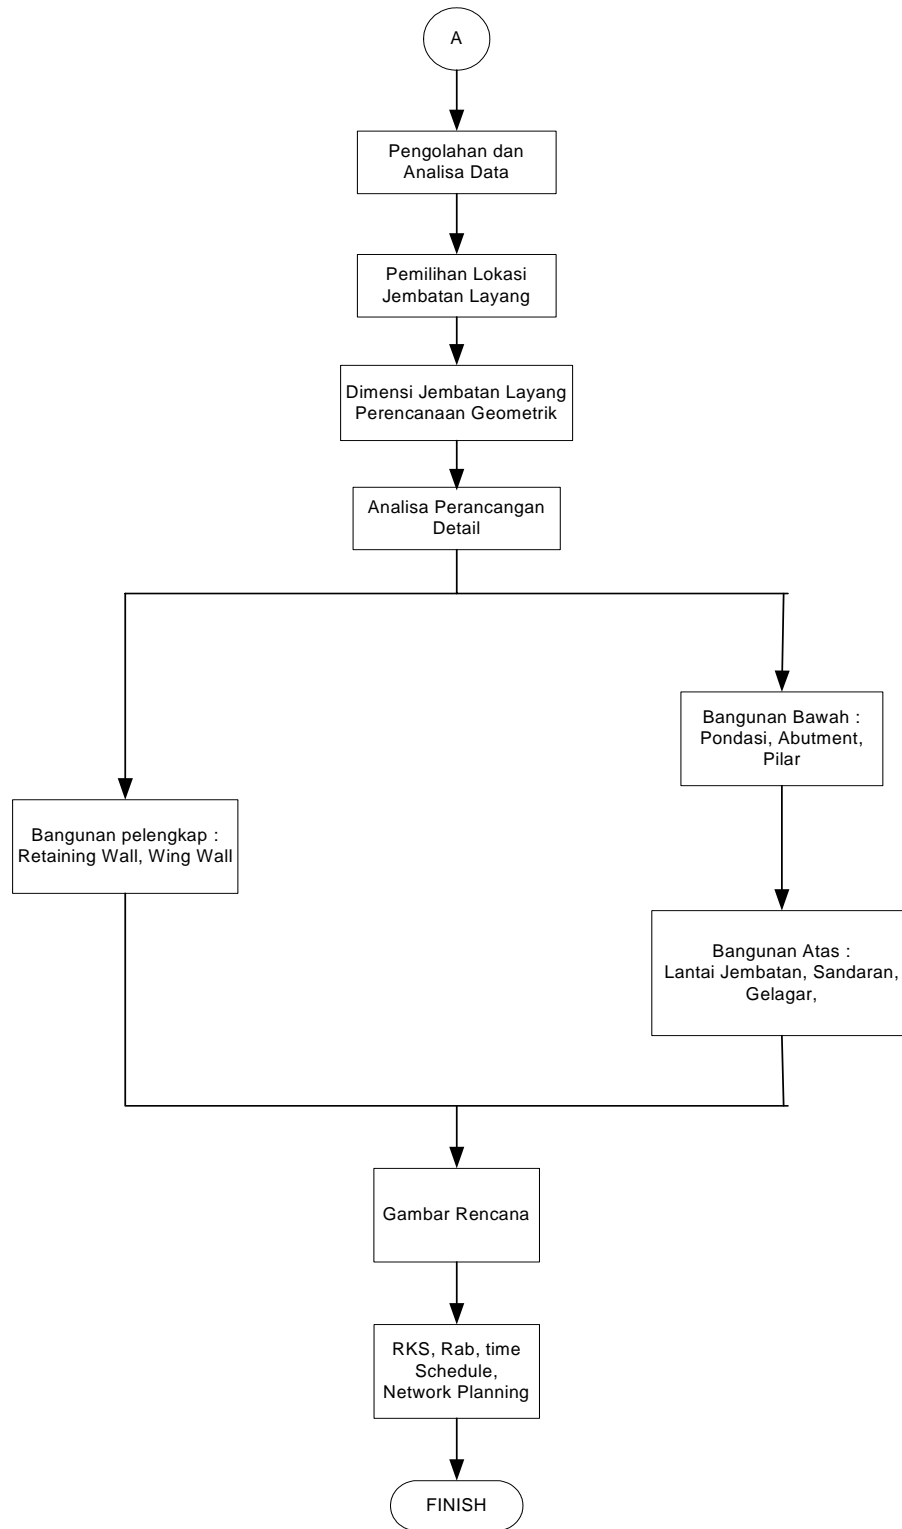 A
Pengolahan dan
Analisa Data
Pemilihan Lokasi
Jembatan Layang
Dimensi Jembatan Layang
Perencanaan Geometrik
Analisa Perancangan
Detail
Bangunan Bawah :
Pondasi, Abutment,
Pilar
Bangunan pelengkap :
Retaining Wall, Wing Wall
Bangunan Atas :
Lantai Jembatan, Sandaran,
Gelagar,
Gambar Rencana
RKS, Rab, time
Schedule,
Network Planning
FINISH